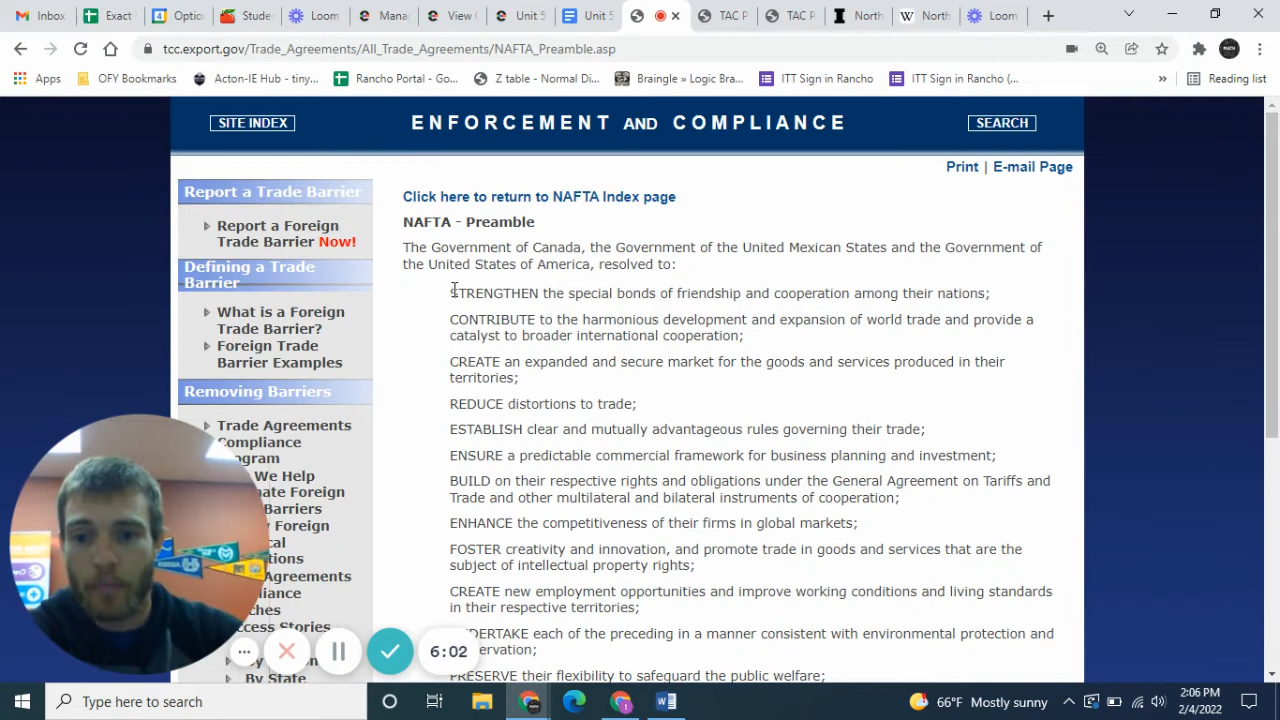 Inbox
Exact
Option
Stude
Loom
Mana
View C
Unit 5
Unit 5
TAC P
TAC P
North
North
Loom
tcc.export.gov/Trade_Agreements/All_Trade_Agreements/NAFTA_Preamble.asp
Apps
OFY Bookmarks
Acton-IE Hub - tiny...
Rancho Portal - Go...
Z table - Normal Di...
Braingle » Logic Bra...
ITT Sign in Rancho
ITT Sign in Rancho (...
»
Reading list
SITE INDEX
ENFORCEMENT AND COMPLIANCE
SEARCH
Print | E-mail Page
Report a Trade Barrier
Report a Foreign
Trade Barrier Now!
Defining a Trade
Barrier
What is a Foreign
Trade Barrier?
Foreign Trade
Barrier Examples
Removing Barriers
Trade Agreements
Compliance
We Help
Foreign
Foreign
By State
Click here to return to NAFTA Index page
NAFTA - Preamble
The Government of Canada, the Government of the United Mexican States and the Government of
the United States of America, resolved to:
STRENGTHEN the special bonds of friendship and cooperation among their nations;
CONTRIBUTE to the harmonious development and expansion of world trade and provide a
catalyst to broader international cooperation;
CREATE an expanded and secure market for the goods and services produced in their
territories;
REDUCE distortions to trade;
ESTABLISH clear and mutually advantageous rules governing their trade;
ENSURE a predictable commercial framework for business planning and investment;
BUILD on their respective rights and obligations under the General Agreement on Tariffs and
Trade and other multilateral and bilateral instruments of cooperation;
ENHANCE the competitiveness of their firms in global markets;
FOSTER creativity and innovation, and promote trade in goods and services that are the
subject of intellectual property rights;
CREATE new employment opportunities and improve working conditions and living standards
in their respective territories;
each of the preceding in a manner consistent with environmental protection and
PRESERVE their flexibility to safeguard the public welfare;
6:02
Type here to search
66°F Mostly sunny
2:06 PM
2/4/2022